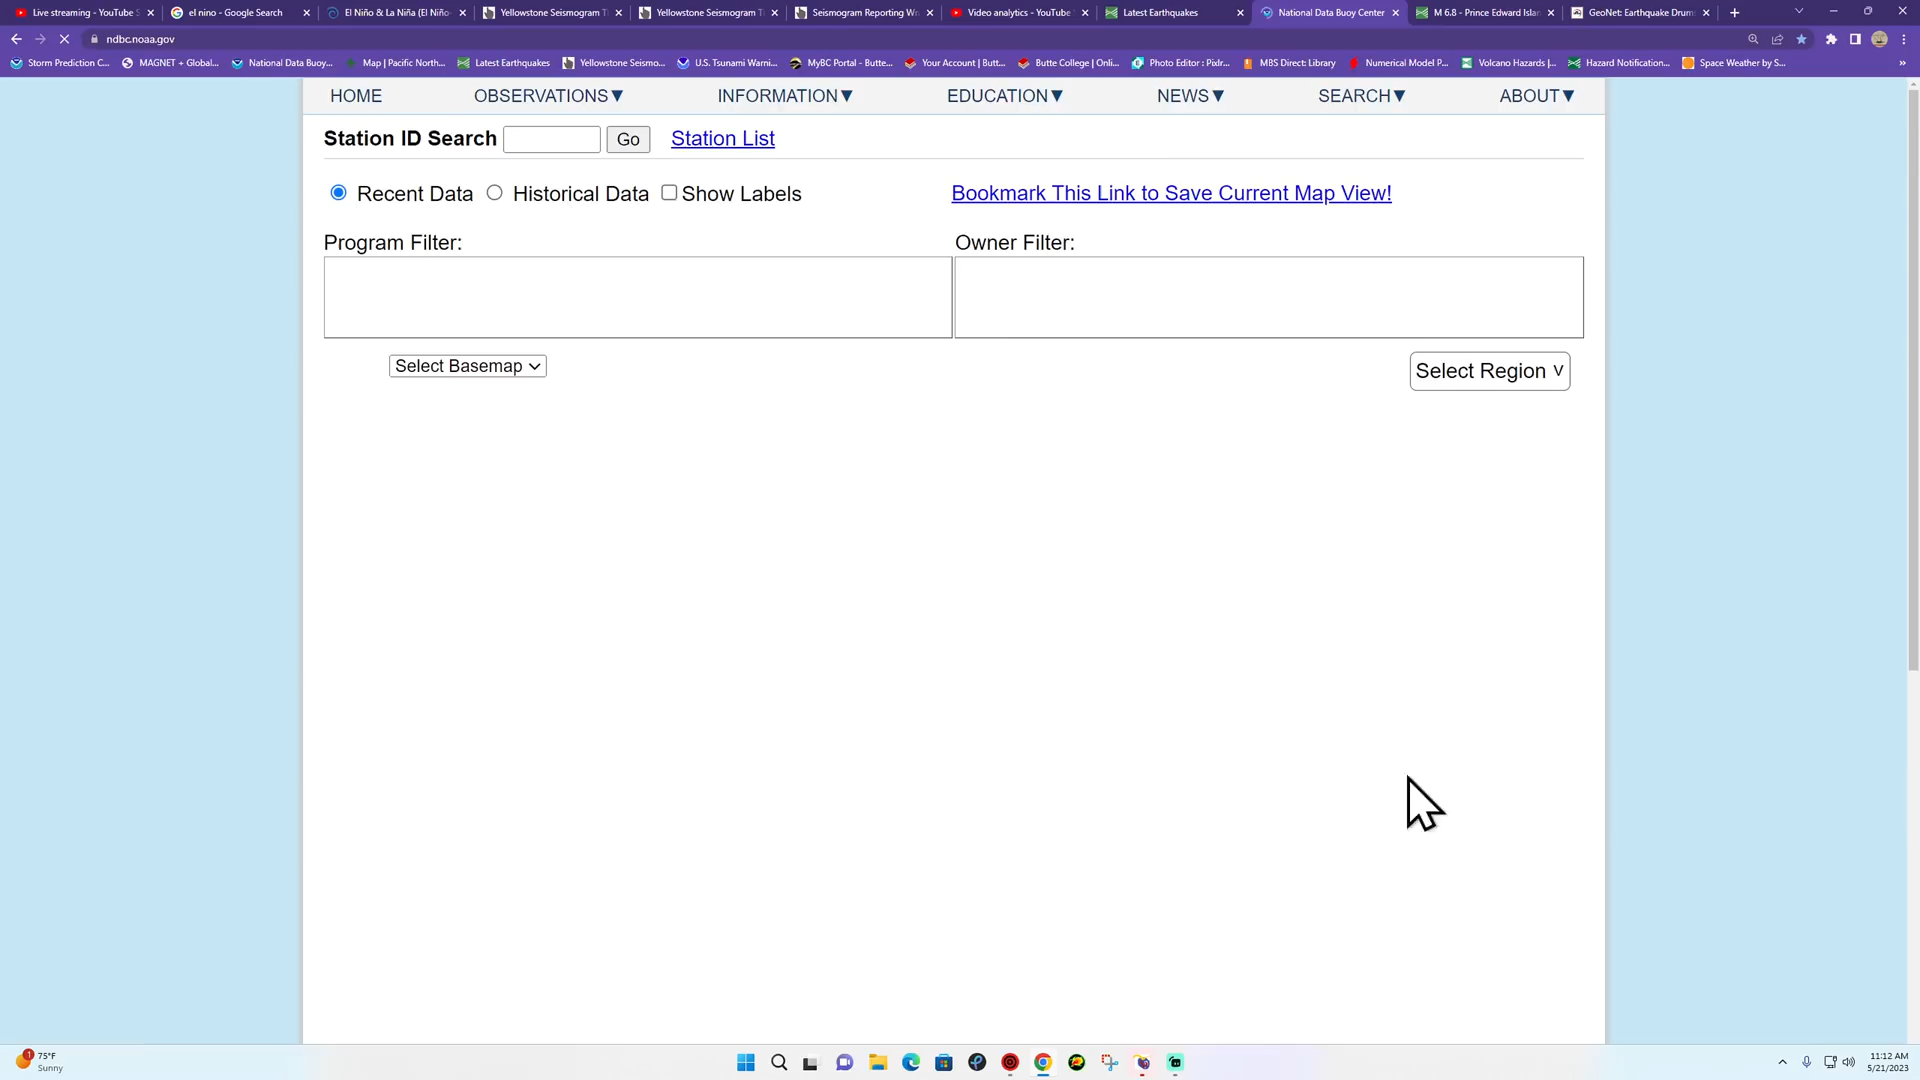 Live streaming - YouTube S
el nino - Google Search
El Niño & La Niña (El Niño-
Yellowstone Seismogram T
Yellowstone Seismogram T
Seismogram Reporting Wr
Video analytics - YouTube
Latest Earthquakes
National Data Buoy Center
M 6.8 - Prince Edward Isla
GeoNet: Earthquake Drum
ndbc.noaa.gov
Storm Prediction C...
MAGNET + Global...
National Data Buoy...
Map | Pacific North...
Latest Earthquakes
Yellowstone Seismo...
U.S. Tsunami Warni...
MyBC Portal - Butte...
Your Account | Butt...
Butte College | Onli...
Photo Editor : Pixlr...
MBS Direct: Library
Numerical Model P...
Volcano Hazards |...
Hazard Notification...
Space Weather by S...
HOME OBSERVATIONS▼ INFORMATION▼ EDUCATION▼ NEWS▼ SEARCH▼ ABOUT▼
Station ID Search Go Station List
Recent Data Historical Data Show Labels Bookmark This Link to Save Current Map View!
Program Filter: Owner Filter:
Select Basemap Select Region V
1
75°F
Sunny
11:12 AM
5/21/2023